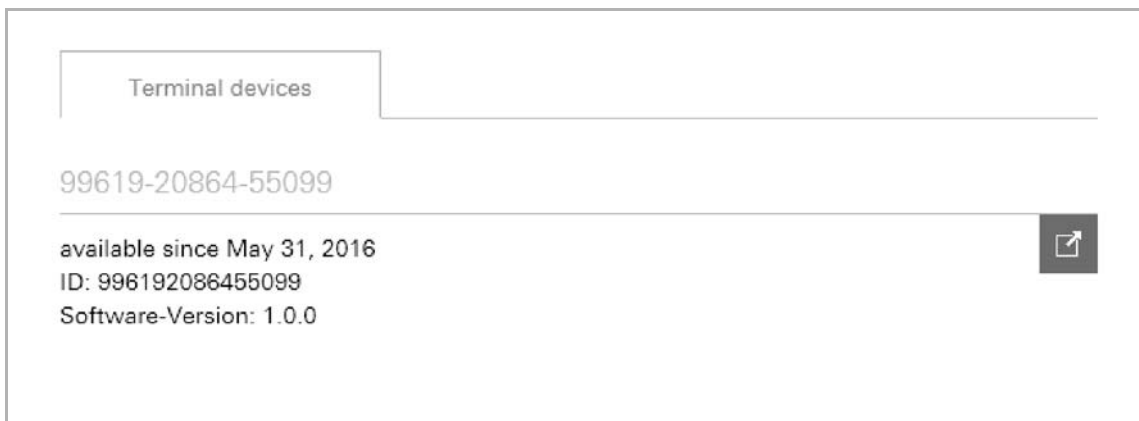 Terminal devices
99619-20864-55099
available since May 31, 2016
ID: 996192086455099
Software-Version: 1.0.0